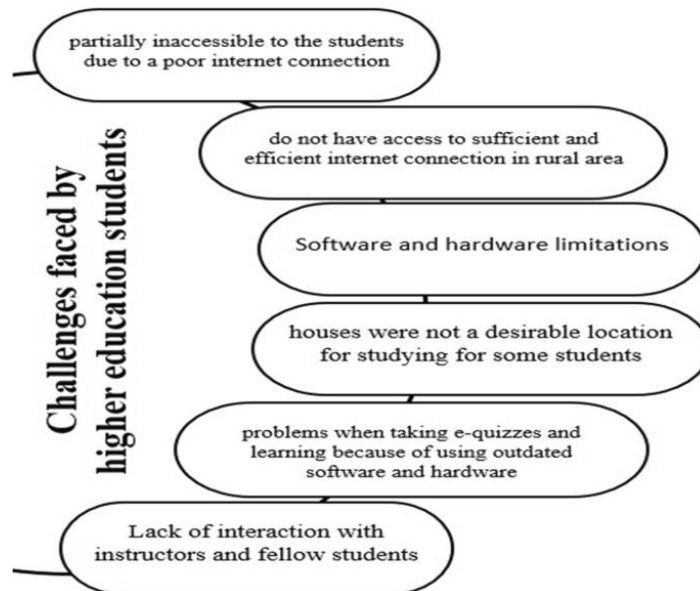 Challenges faced by
higher education students
partially inaccessible to the students
due to a poor internet connection
do not have access to sufficient and
efficient internet connection in rural area
Software and hardware limitations
houses were not a desirable location
for studying for some students
problems when taking e-quizzes and
learning because of using outdated
software and hardware
Lack of interaction with
instructors and fellow students